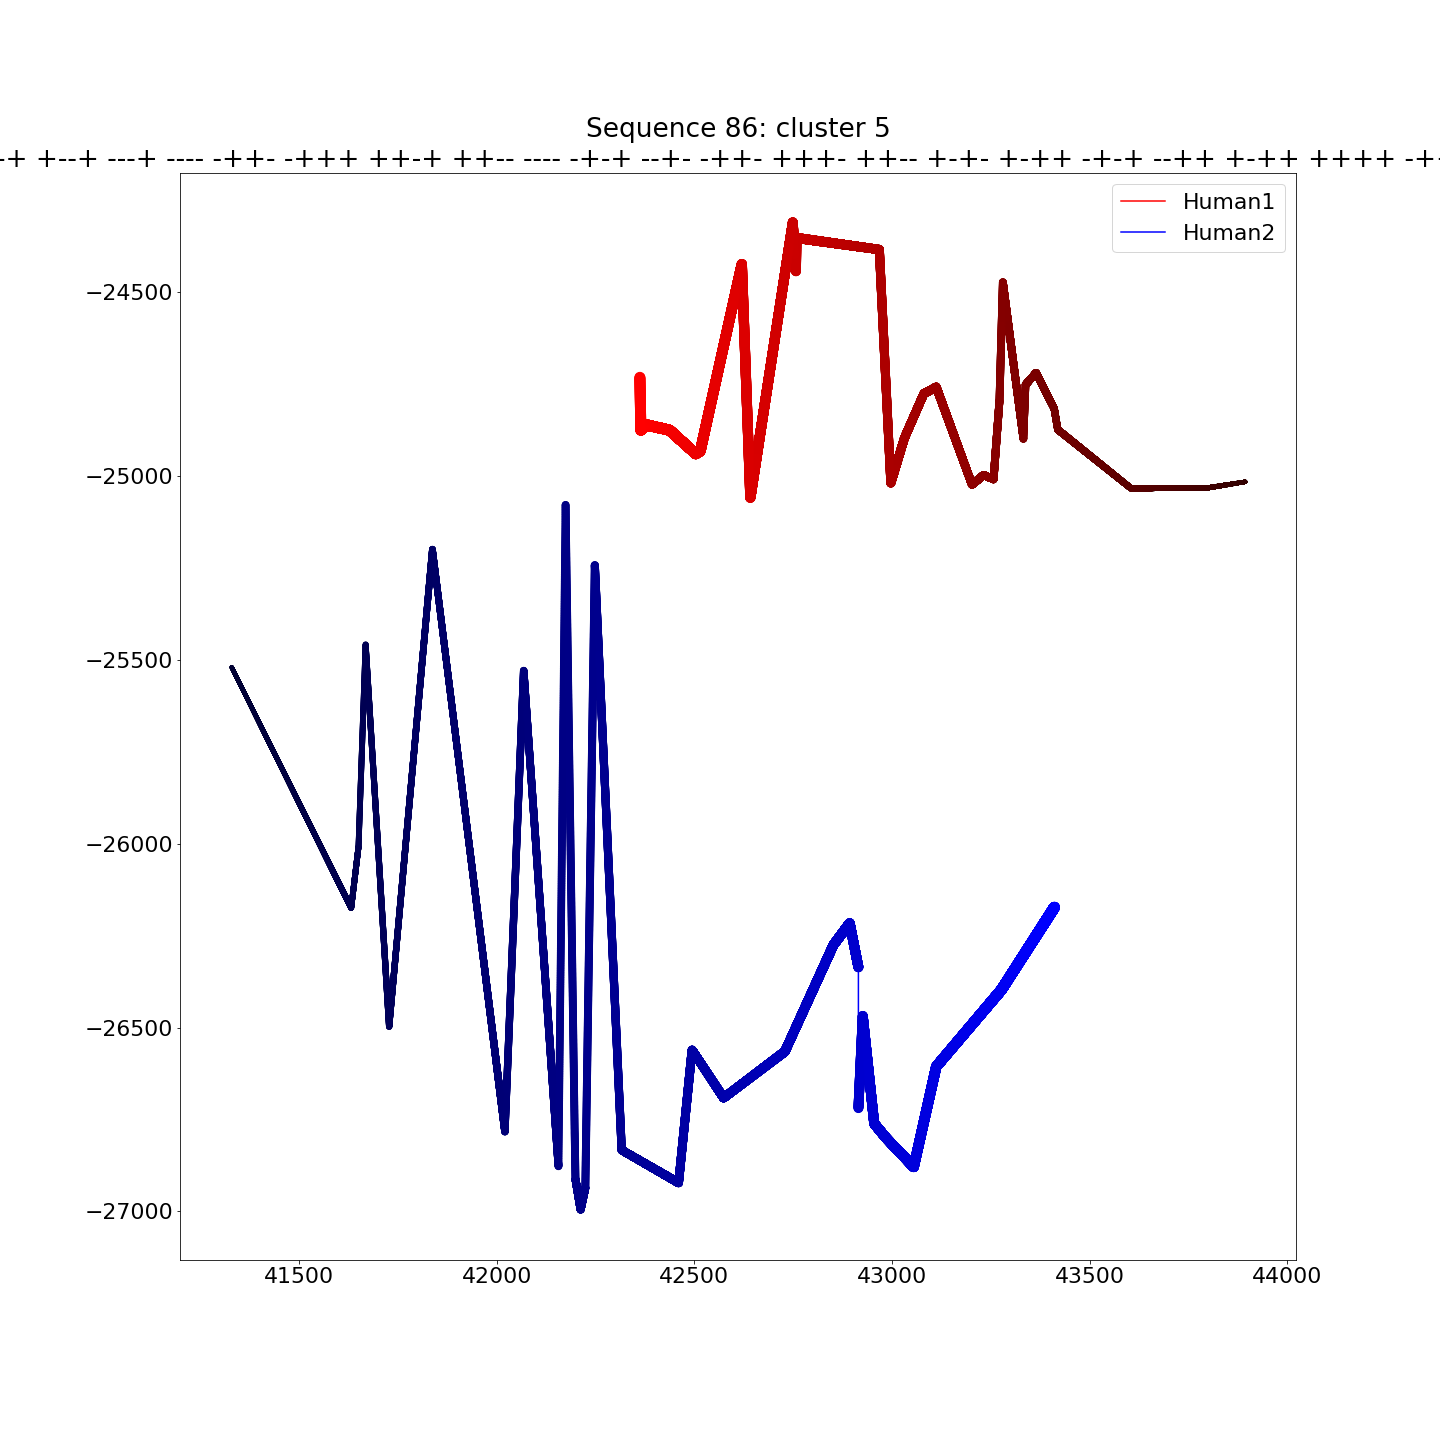 Sequence 86: cluster 5
-+ +--+ ---+ ---- -++- -+++ ++-+ ++-- ---- -+-+ --+- -++- +++- ++-- +-+- +-++ -+-+ --++ +-++ ++++ -+
Human1
Human2
−24500
−25000
−25500
−26000
−26500
−27000
41500 42000 42500 43000 43500 44000